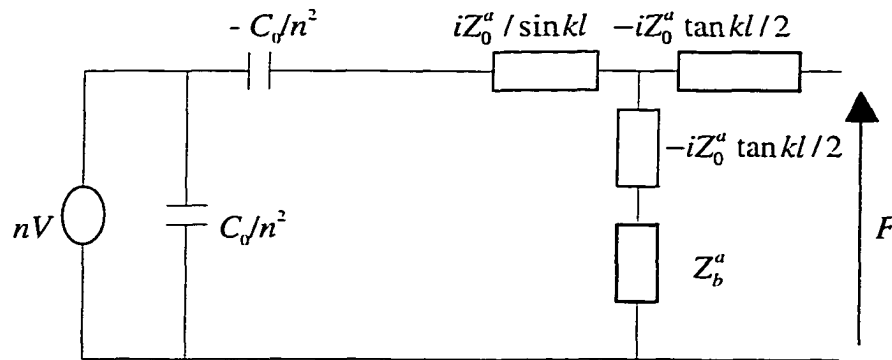 - C₀/n²
iZ₀ᵃ / sin kl
-iZ₀ᵃ tan kl / 2
-iZ₀ᵃ tan kl / 2
nV
C₀/n²
Z_bᵃ
F